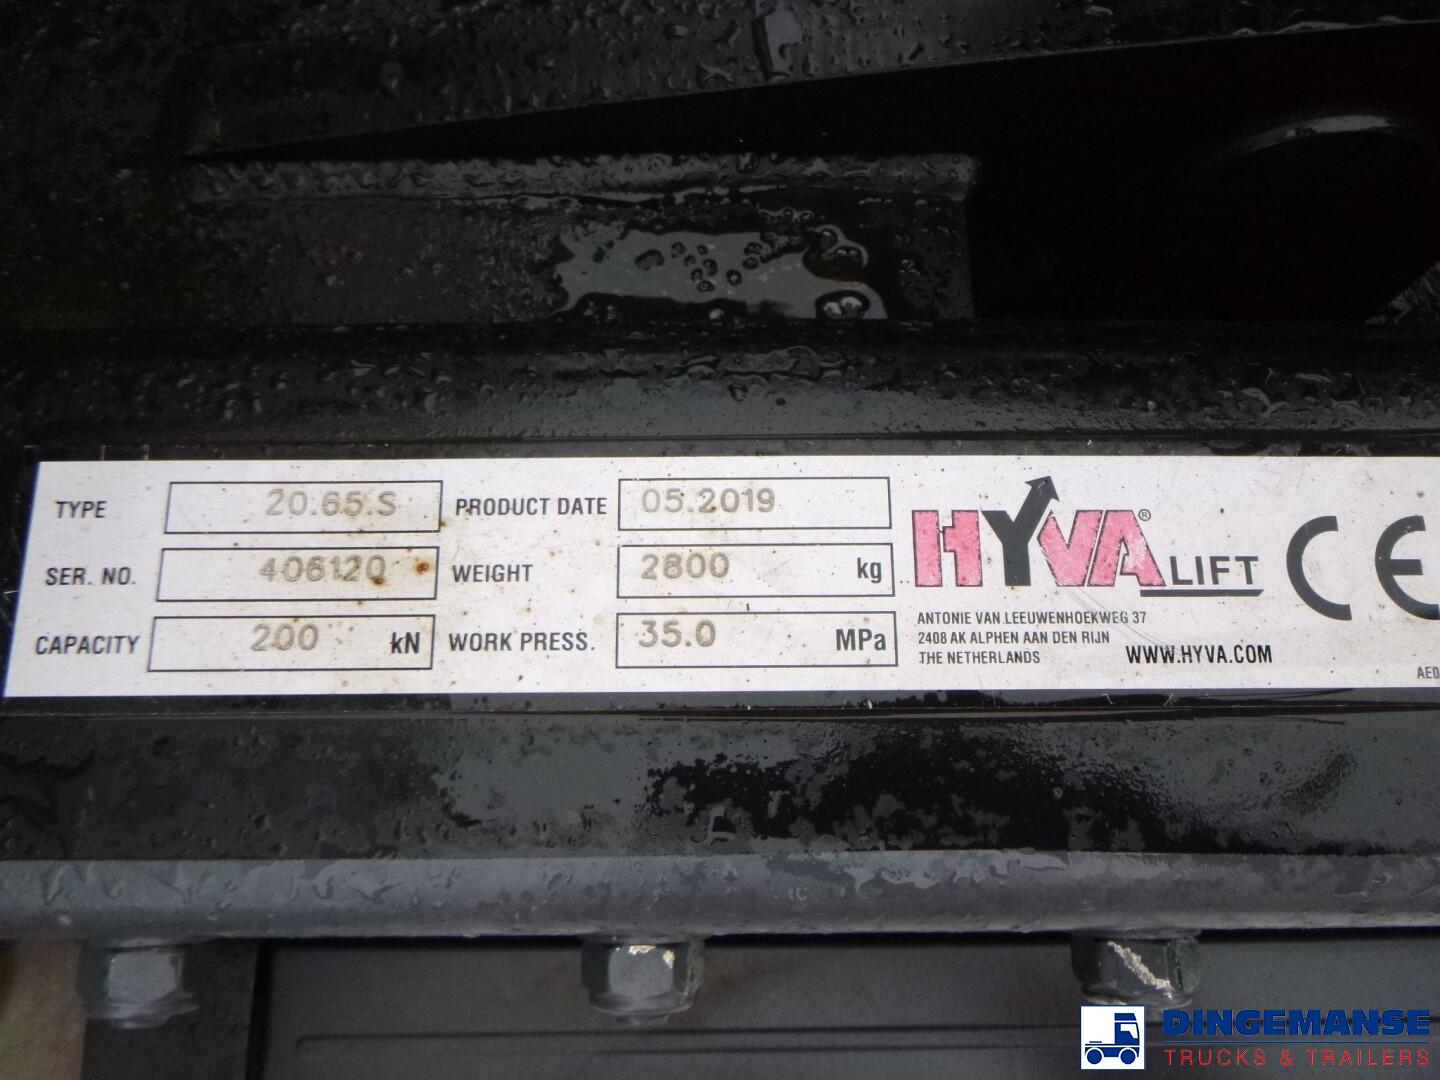 TYPE 20.65.S PRODUCT DATE 05.2019
SER. NO. 406120 WEIGHT 2800 kg
CAPACITY 200 kN WORK PRESS. 35.0 MPa
HYVA® LIFT CE
ANTONIE VAN LEEUWENHOEKWEG 37
2408 AK ALPHEN AAN DEN RIJN
THE NETHERLANDS WWW.HYVA.COM
AED
DINGEMANSE
TRUCKS & TRAILERS